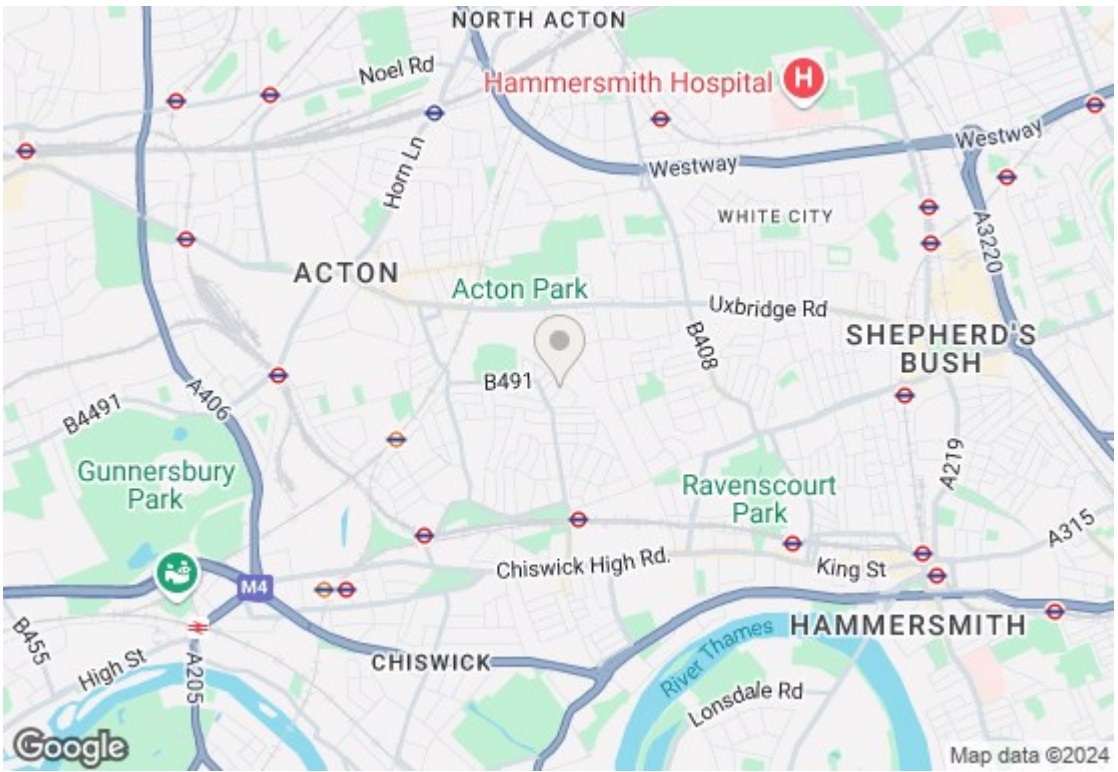 NORTH ACTON
Noel Rd
Hammersmith Hospital
H
Westway
Westway
Horn Ln
WHITE CITY
A3220
ACTON
Acton Park
Uxbridge Rd
B408
SHEPHERD'S
BUSH
B491
A406
B4491
Gunnersbury
Park
Ravenscourt
Park
A219
A315
Chiswick High Rd.
King St
M4
HAMMERSMITH
B455
High St
A205
CHISWICK
River Thames
Lonsdale Rd
Google
Map data ©2024